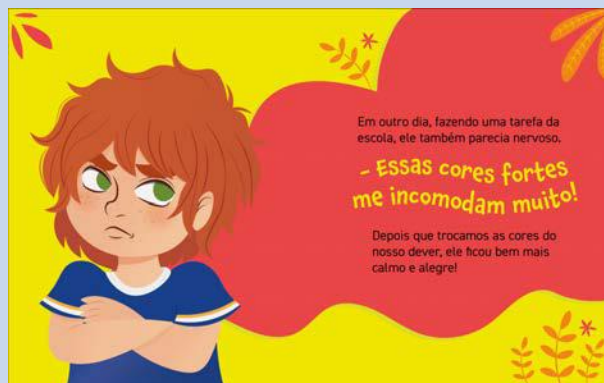 Em outro dia, fazendo uma tarefa da
escola, ele também parecia nervoso.
- Essas cores fortes
me incomodam muito!
Depois que trocamos as cores do
nosso dever, ele ficou bem mais
calmo e alegre!